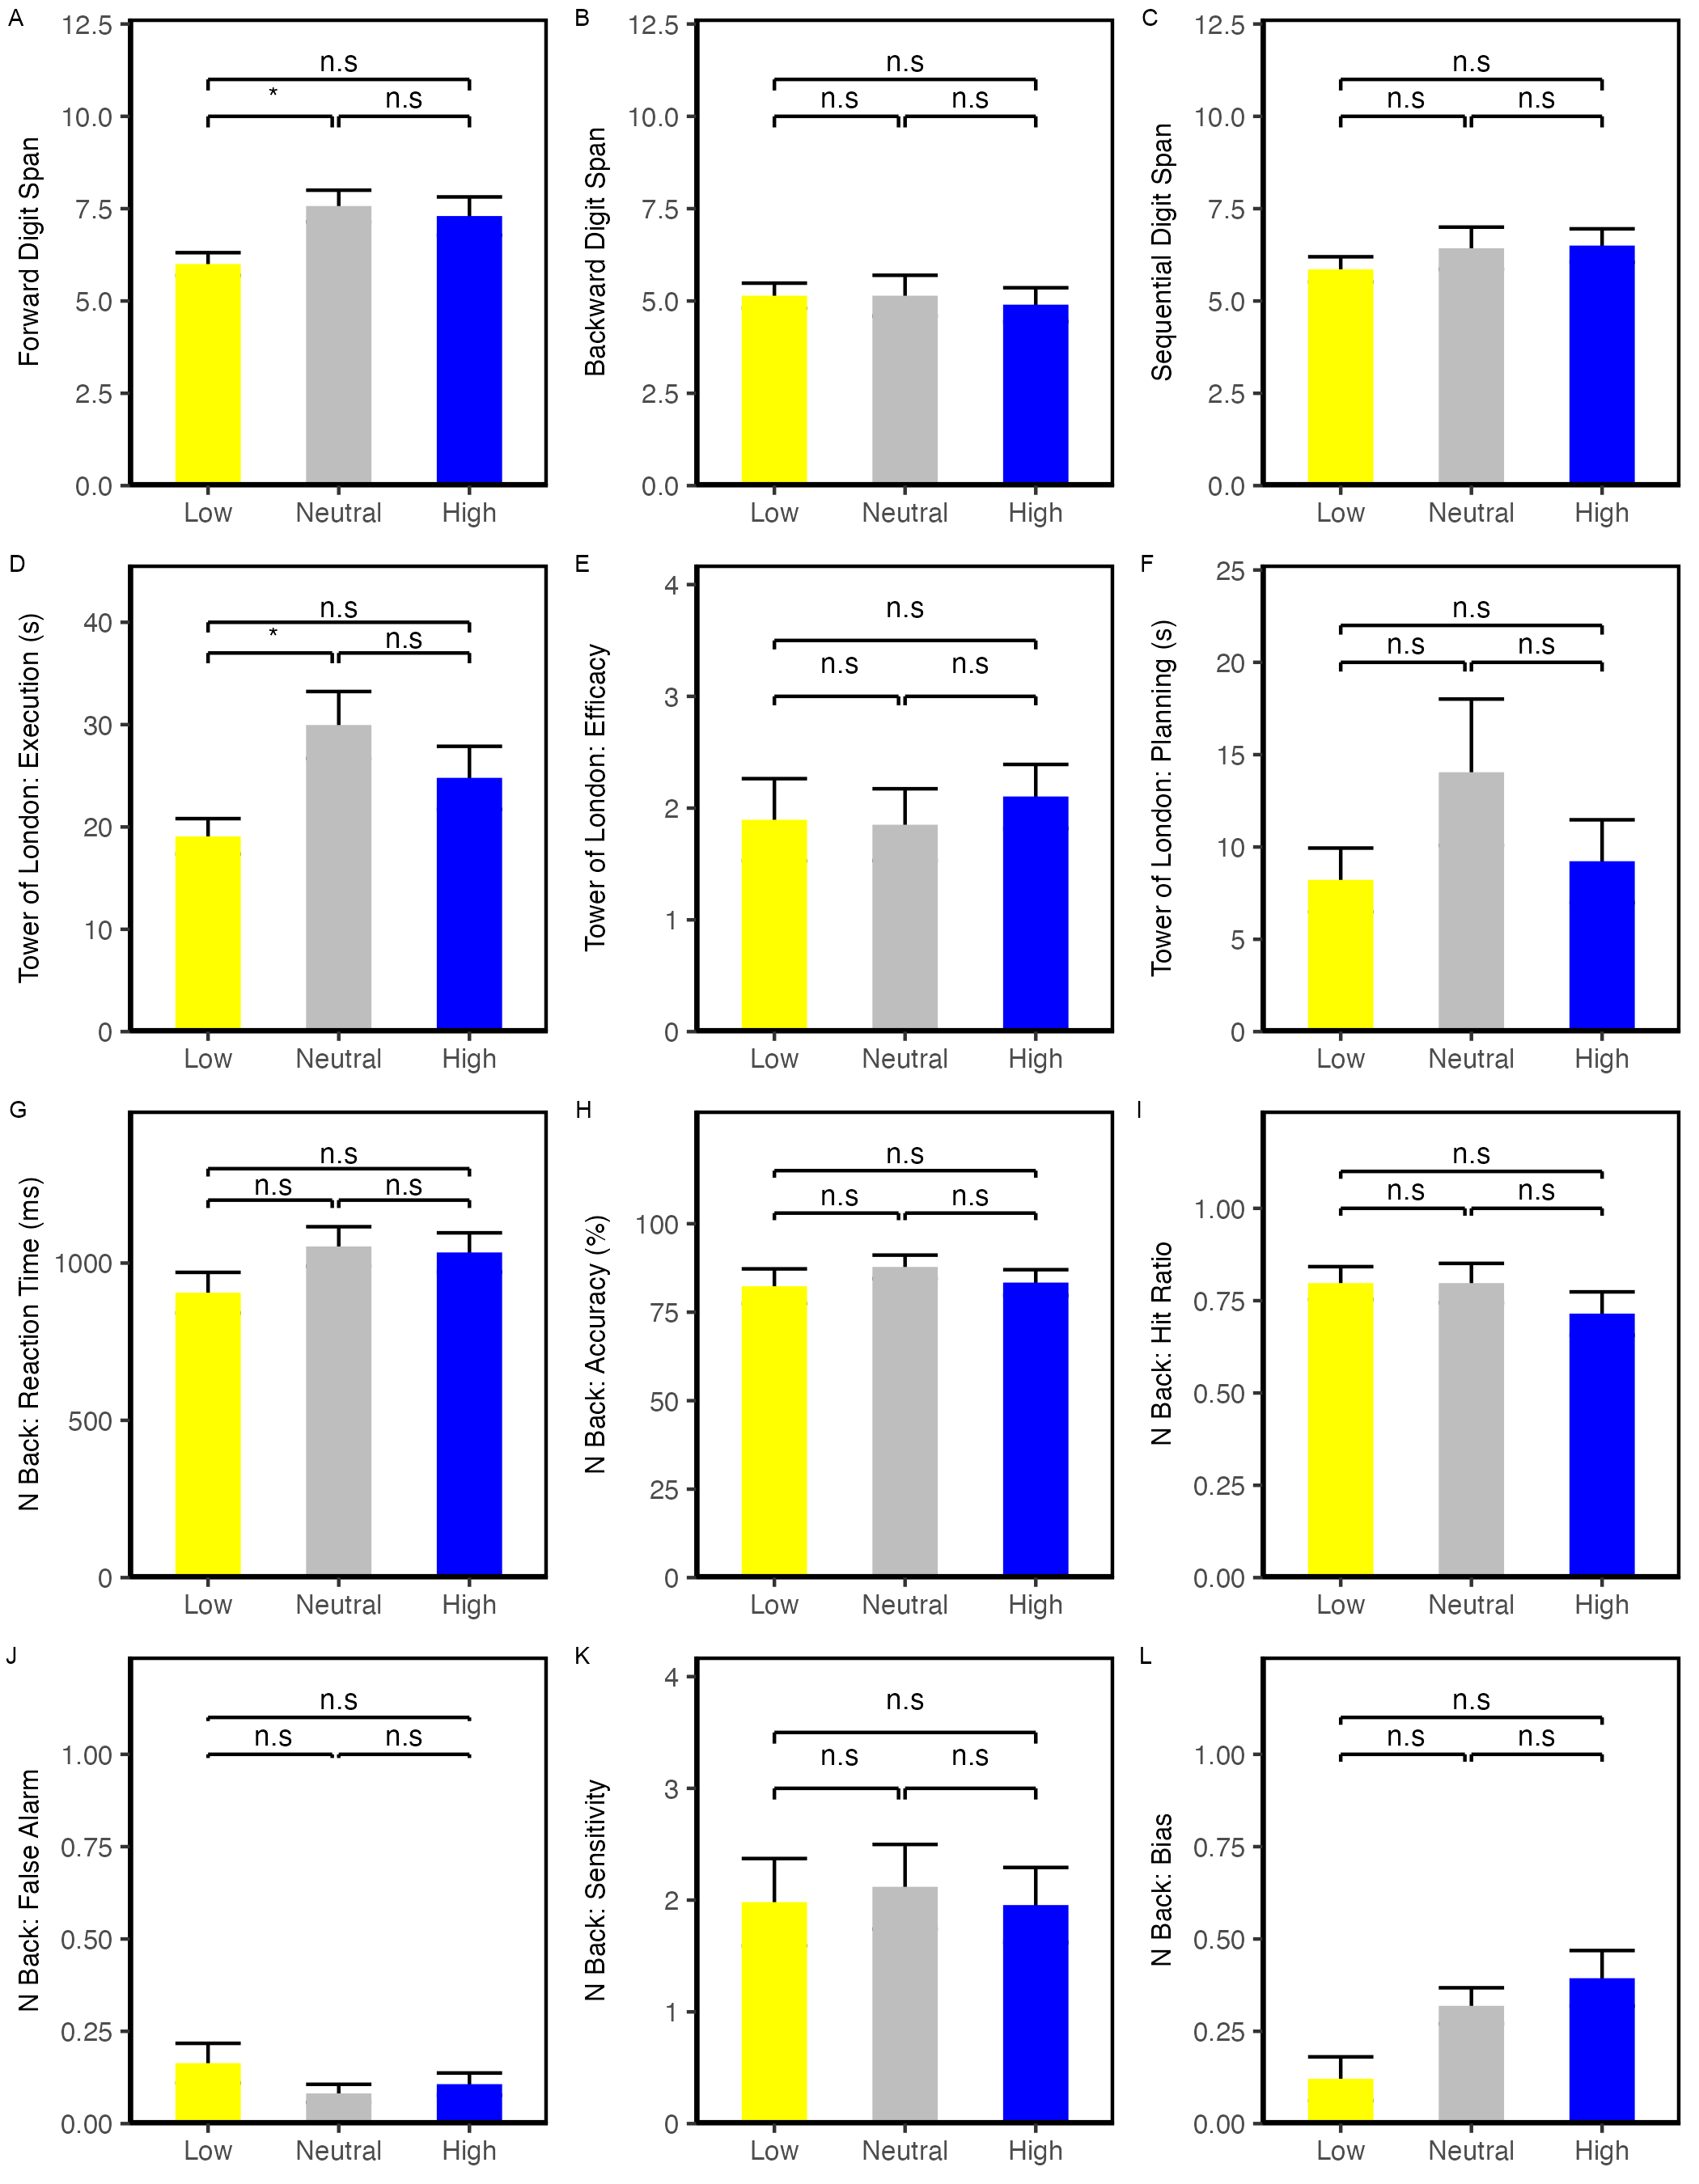 A
Forward Digit Span
12.5
10.0
7.5
5.0
2.5
0.0
n.s
* n.s
Low Neutral High
B
Backward Digit Span
12.5
10.0
7.5
5.0
2.5
0.0
n.s
n.s n.s
Low Neutral High
C
Sequential Digit Span
12.5
10.0
7.5
5.0
2.5
0.0
n.s
n.s n.s
Low Neutral High
D
Tower of London: Execution (s)
40
30
20
10
0
n.s
* n.s
Low Neutral High
E
Tower of London: Efficacy
4
3
2
1
0
n.s
n.s n.s
Low Neutral High
F
Tower of London: Planning (s)
25
20
15
10
5
0
n.s
n.s n.s
Low Neutral High
G
N Back: Reaction Time (ms)
1000
500
0
n.s
n.s n.s
Low Neutral High
H
N Back: Accuracy (%)
100
75
50
25
0
n.s
n.s n.s
Low Neutral High
I
N Back: Hit Ratio
1.00
0.75
0.50
0.25
0.00
n.s
n.s n.s
Low Neutral High
J
N Back: False Alarm
1.00
0.75
0.50
0.25
0.00
n.s
n.s n.s
Low Neutral High
K
N Back: Sensitivity
4
3
2
1
0
n.s
n.s n.s
Low Neutral High
L
N Back: Bias
1.00
0.75
0.50
0.25
0.00
n.s
n.s n.s
Low Neutral High